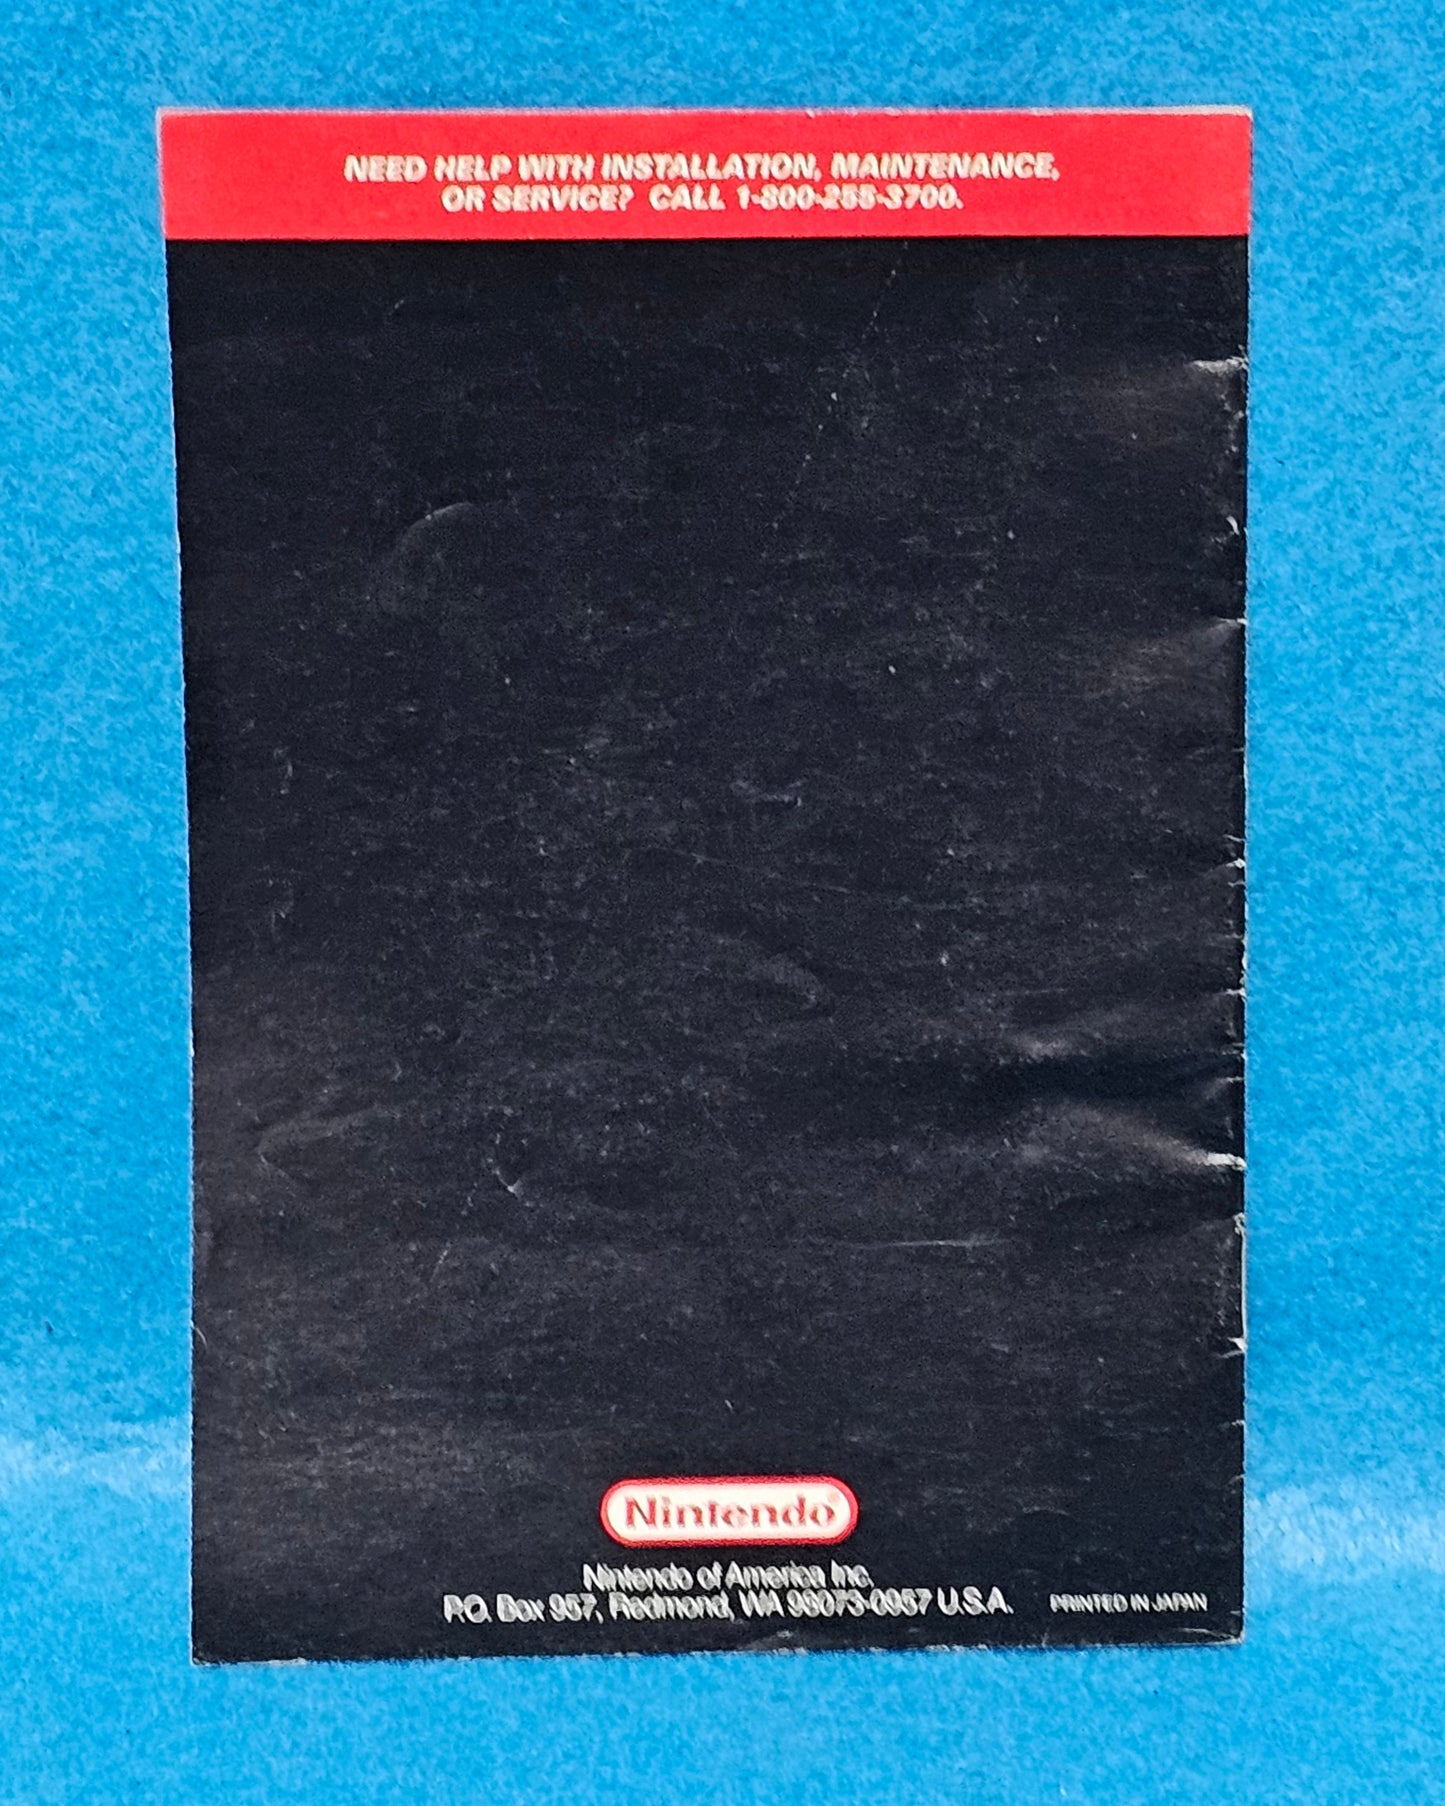 NEED HELP WITH INSTALLATION, MAINTENANCE,
OR SERVICE? CALL 1-800-255-3700.
Nintendo®
Nintendo of America Inc.
P.O. Box 957, Redmond, WA 98073-0957 U.S.A.
PRINTED IN JAPAN